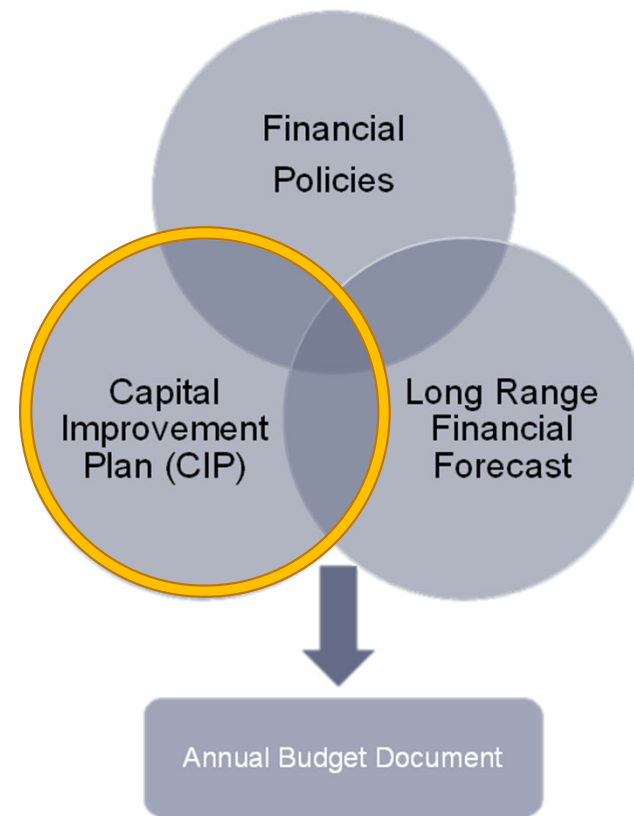 Financial
Policies
Capital
Improvement
Plan (CIP)
Long Range
Financial
Forecast
Annual Budget Document